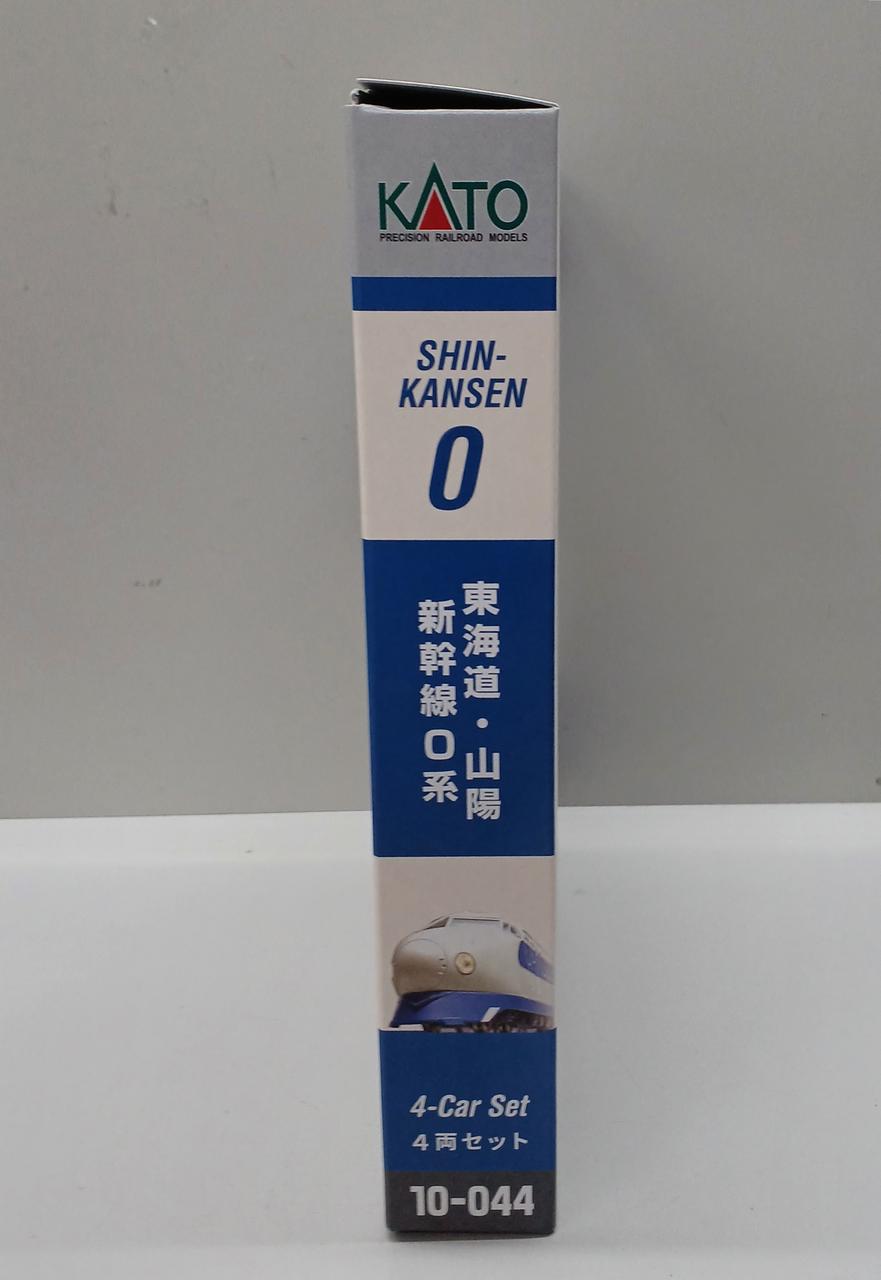 KATO
PRECISION RAILROAD MODELS
SHIN-
KANSEN
0
東海道・山陽
新幹線0系
4-Car Set
4両セット
10-044